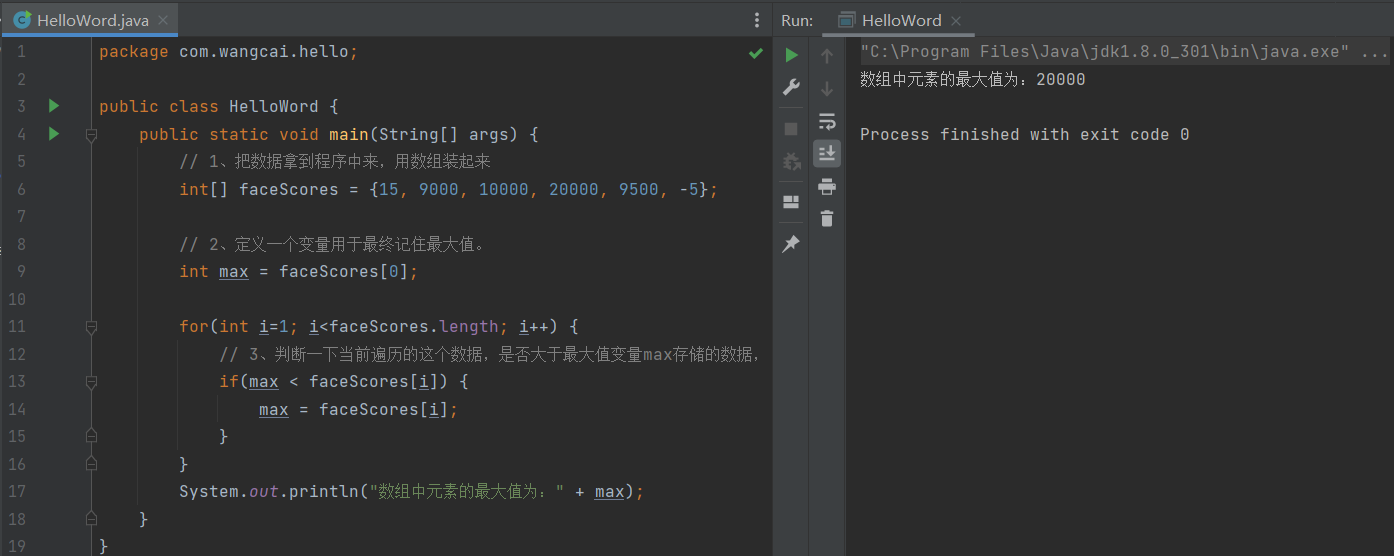 HelloWord.java
1 package com.wangcai.hello;
2
3 public class HelloWord {
4 public static void main(String[] args) {
5 // 1、把数据拿到程序中来，用数组装起来
6 int[] faceScores = {15, 9000, 10000, 20000, 9500, -5};
7
8 // 2、定义一个变量用于最终记住最大值。
9 int max = faceScores[0];
10
11 for(int i=1; i<faceScores.length; i++) {
12 // 3、判断一下当前遍历的这个数据，是否大于最大值变量max存储的数据，
13 if(max < faceScores[i]) {
14 max = faceScores[i];
15 }
16 }
17 System.out.println("数组中元素的最大值为：" + max);
18 }
19 }
Run: HelloWord
"C:\Program Files\Java\jdk1.8.0_301\bin\java.exe" ...
数组中元素的最大值为：20000
Process finished with exit code 0